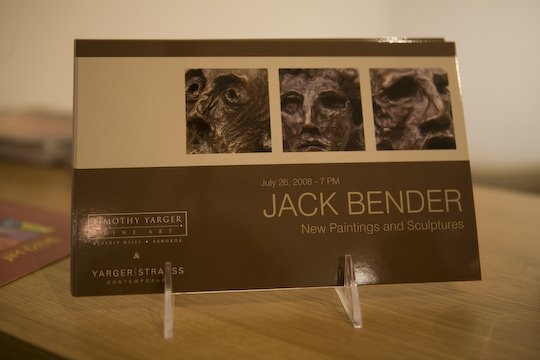 July 26, 2008 - 7 PM
JACK BENDER
New Paintings and Sculptures
TIMOTHY YARGER
FINE ART
BEVERLY HILLS • BANGKOK
&
YARGER|STRAUSS
CONTEMPORARY